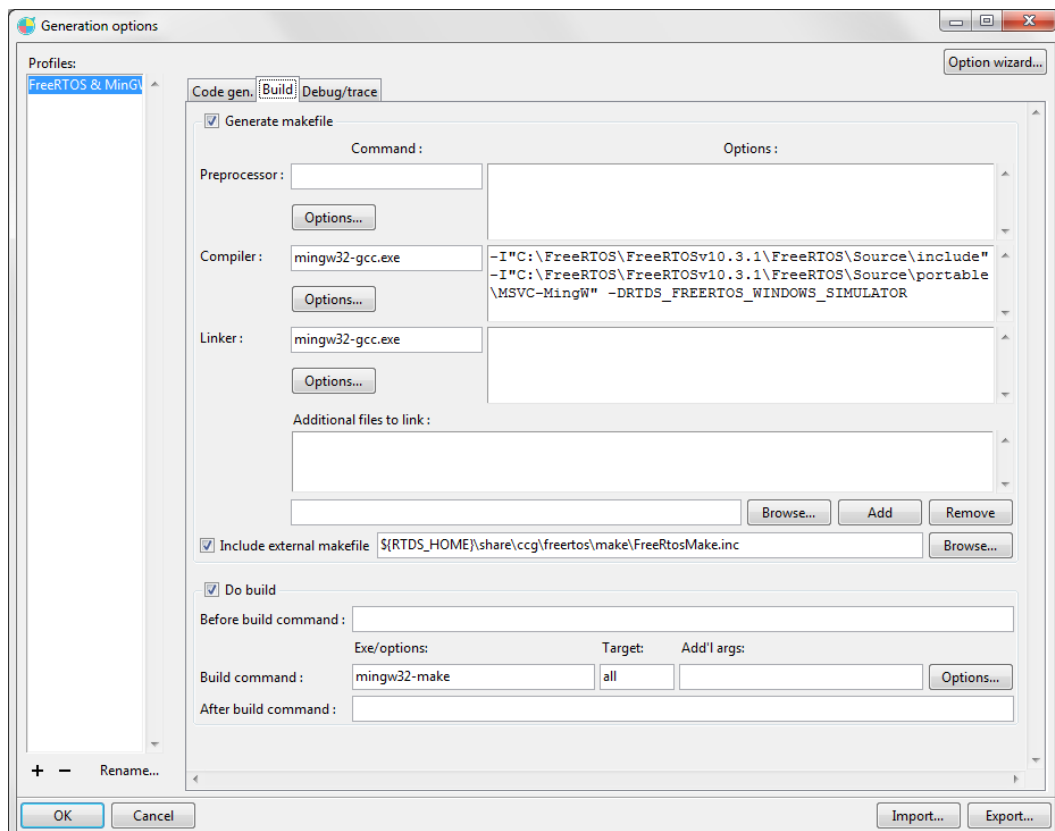 Generation options
Profiles:
Option wizard...
FreeRTOS & MinGW
Code gen. Build Debug/trace
Generate makefile
Command : Options :
Preprocessor :
Options...
Compiler : mingw32-gcc.exe
-I"C:\FreeRTOS\FreeRTOSv10.3.1\FreeRTOS\Source\include"
-I"C:\FreeRTOS\FreeRTOSv10.3.1\FreeRTOS\Source\portable
\MSVC-MingW" -DRTDS_FREERTOS_WINDOWS_SIMULATOR
Options...
Linker : mingw32-gcc.exe
Options...
Additional files to link :
Browse... Add Remove
Include external makefile ${RTDS_HOME}\share\ccg\freertos\make\FreeRtosMake.inc Browse...
Do build
Before build command :
Exe/options: Target: Add'l args:
Build command : mingw32-make all Options...
After build command :
+ − Rename...
OK Cancel Import... Export...